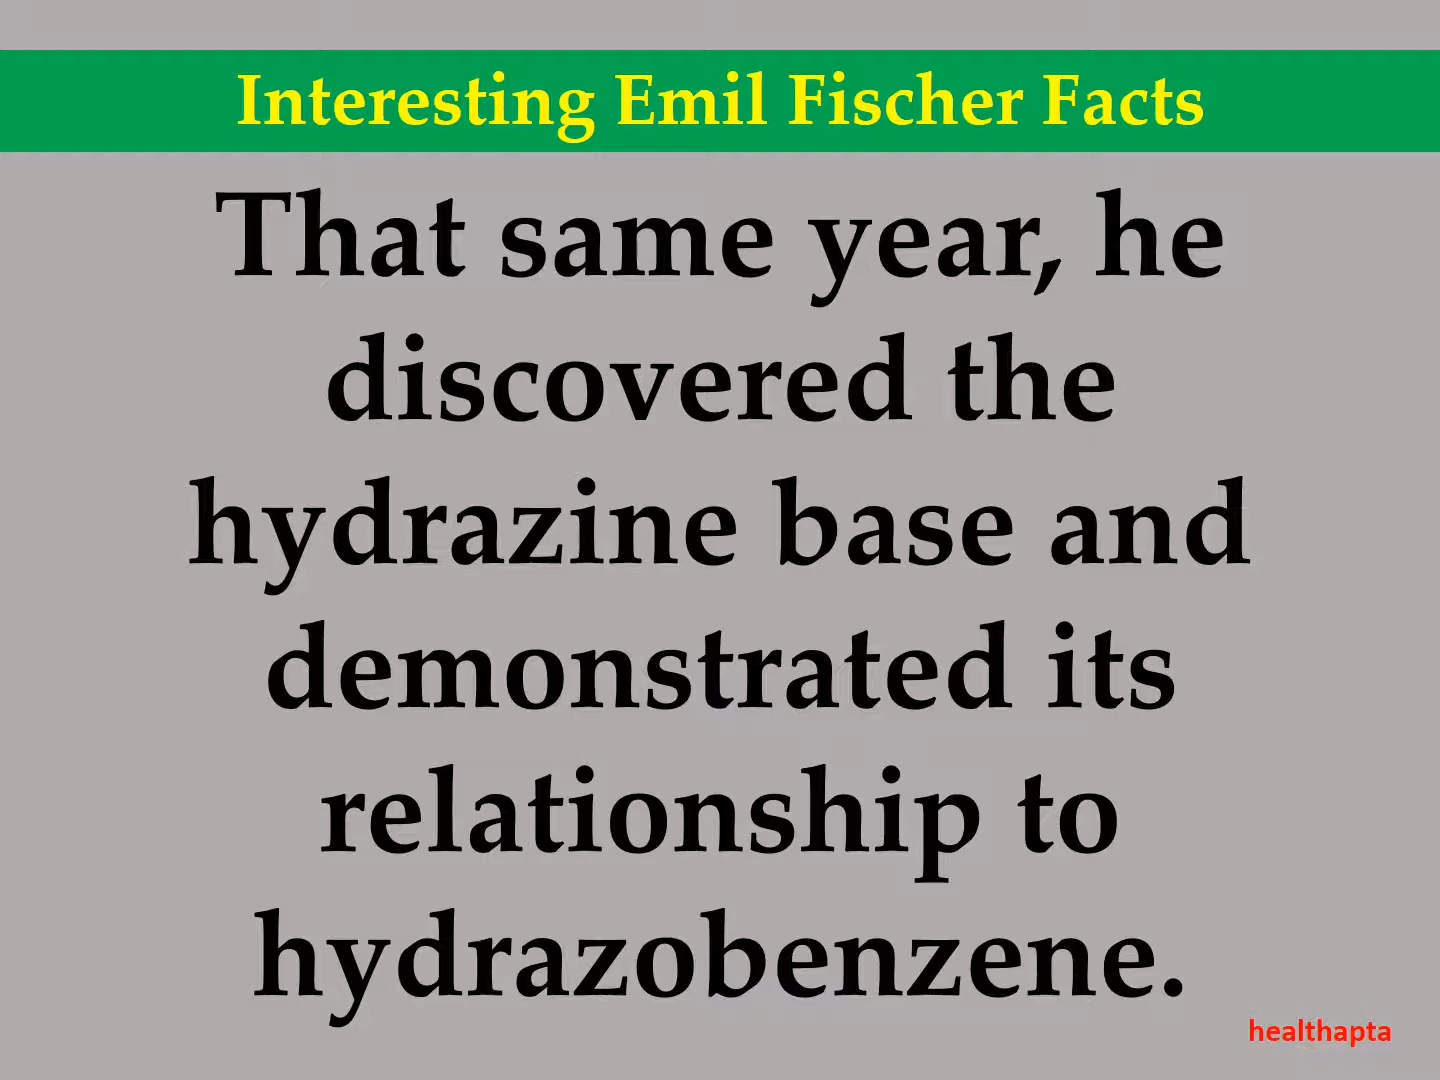 Interesting Emil Fischer Facts
That same year, he
discovered the
hydrazine base and
demonstrated its
relationship to
hydrazobenzene.
healthapta